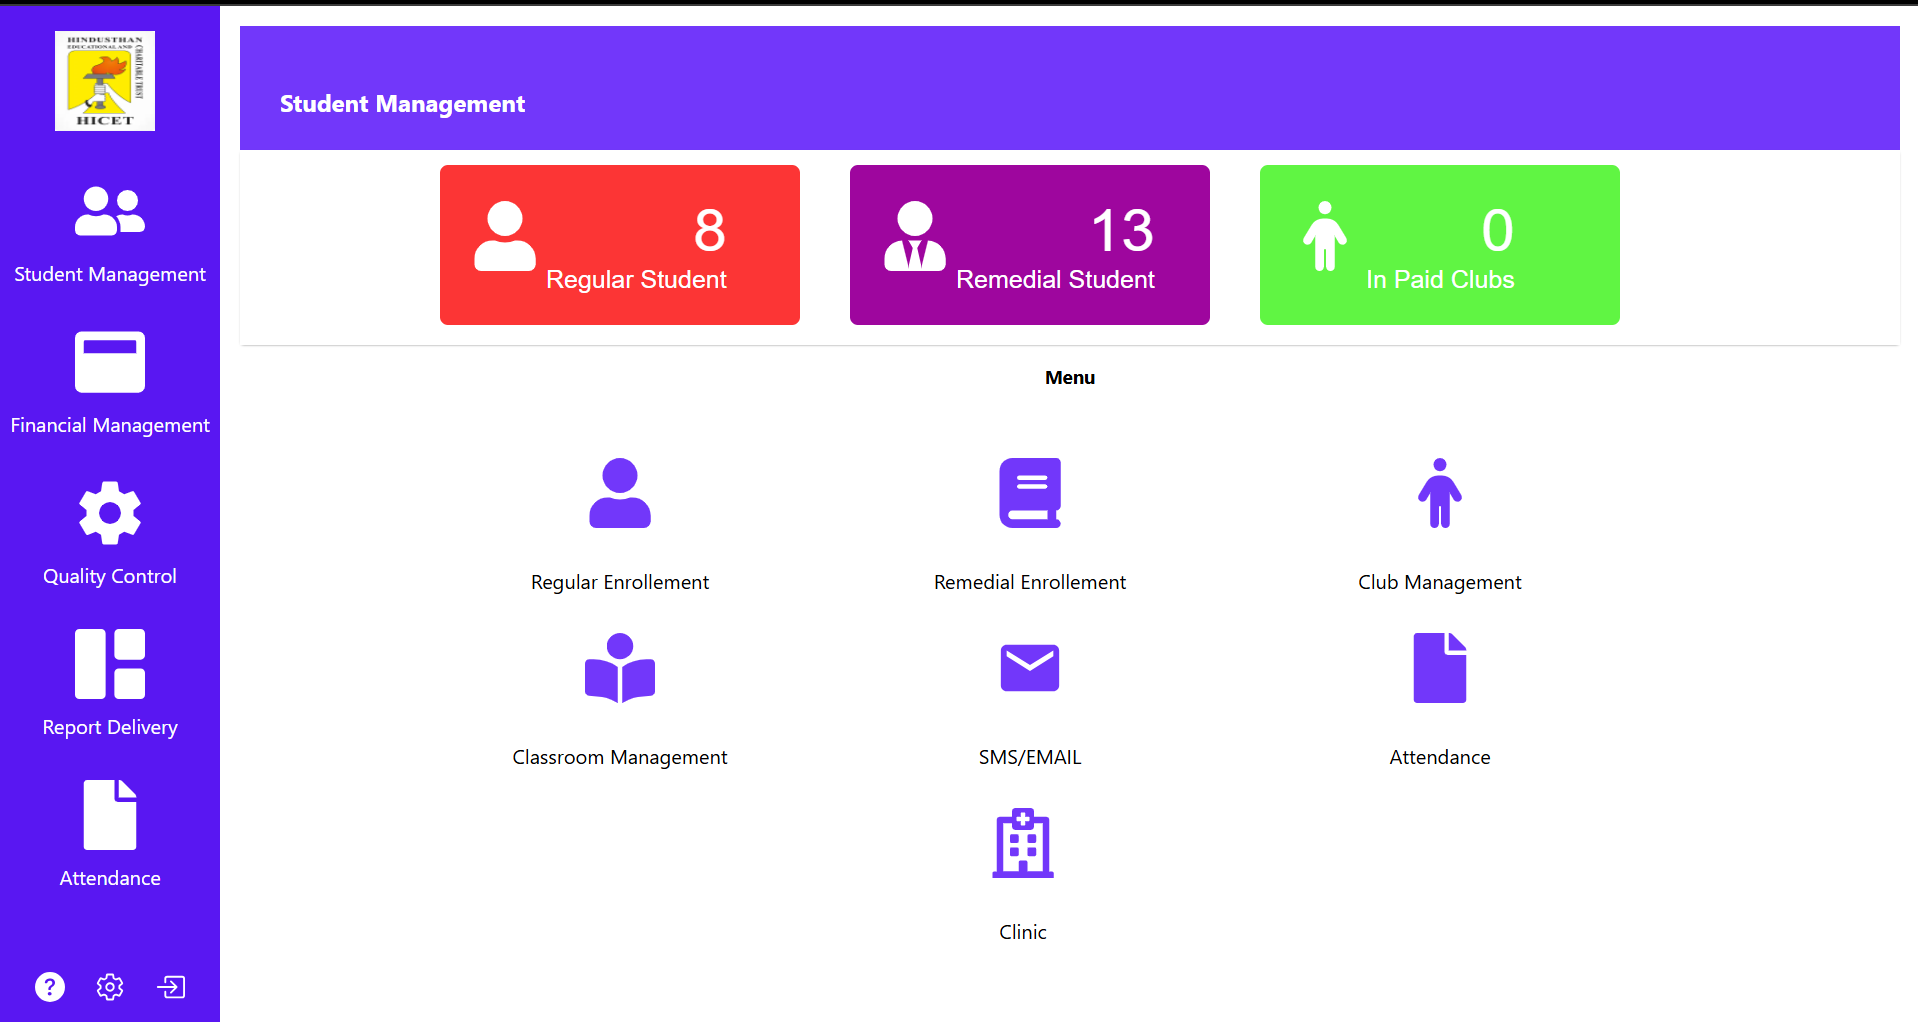 HINDUSTHAN
EDUCATIONAL AND
CHARITABLE TRUST
HICET
Student Management
Financial Management
Quality Control
Report Delivery
Attendance
?
Student Management
8
Regular Student
13
Remedial Student
0
In Paid Clubs
Menu
Regular Enrollement
Remedial Enrollement
Club Management
Classroom Management
SMS/EMAIL
Attendance
Clinic